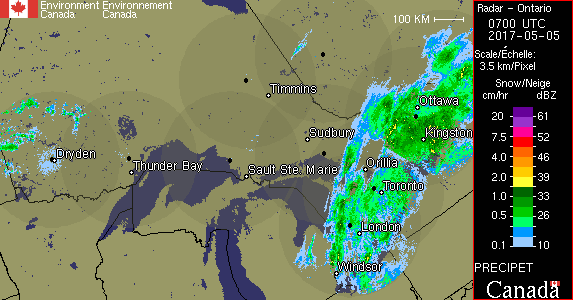 Environment Environnement
Canada Canada
100 KM
Timmins
Ottawa
Sudbury
Kingston
Dryden
Thunder Bay
Sault Ste. Marie
Orillia
Toronto
London
Windsor
Radar - Ontario
0700 UTC
2017-05-05
Scale/Échelle:
3.5 km/Pixel
Snow/Neige
cm/hr dBZ
20 61
7.5 57
5.5 52
4.0 46
2.0 39
1.0 33
0.5 26
0.1 10
PRECIPET
Canada